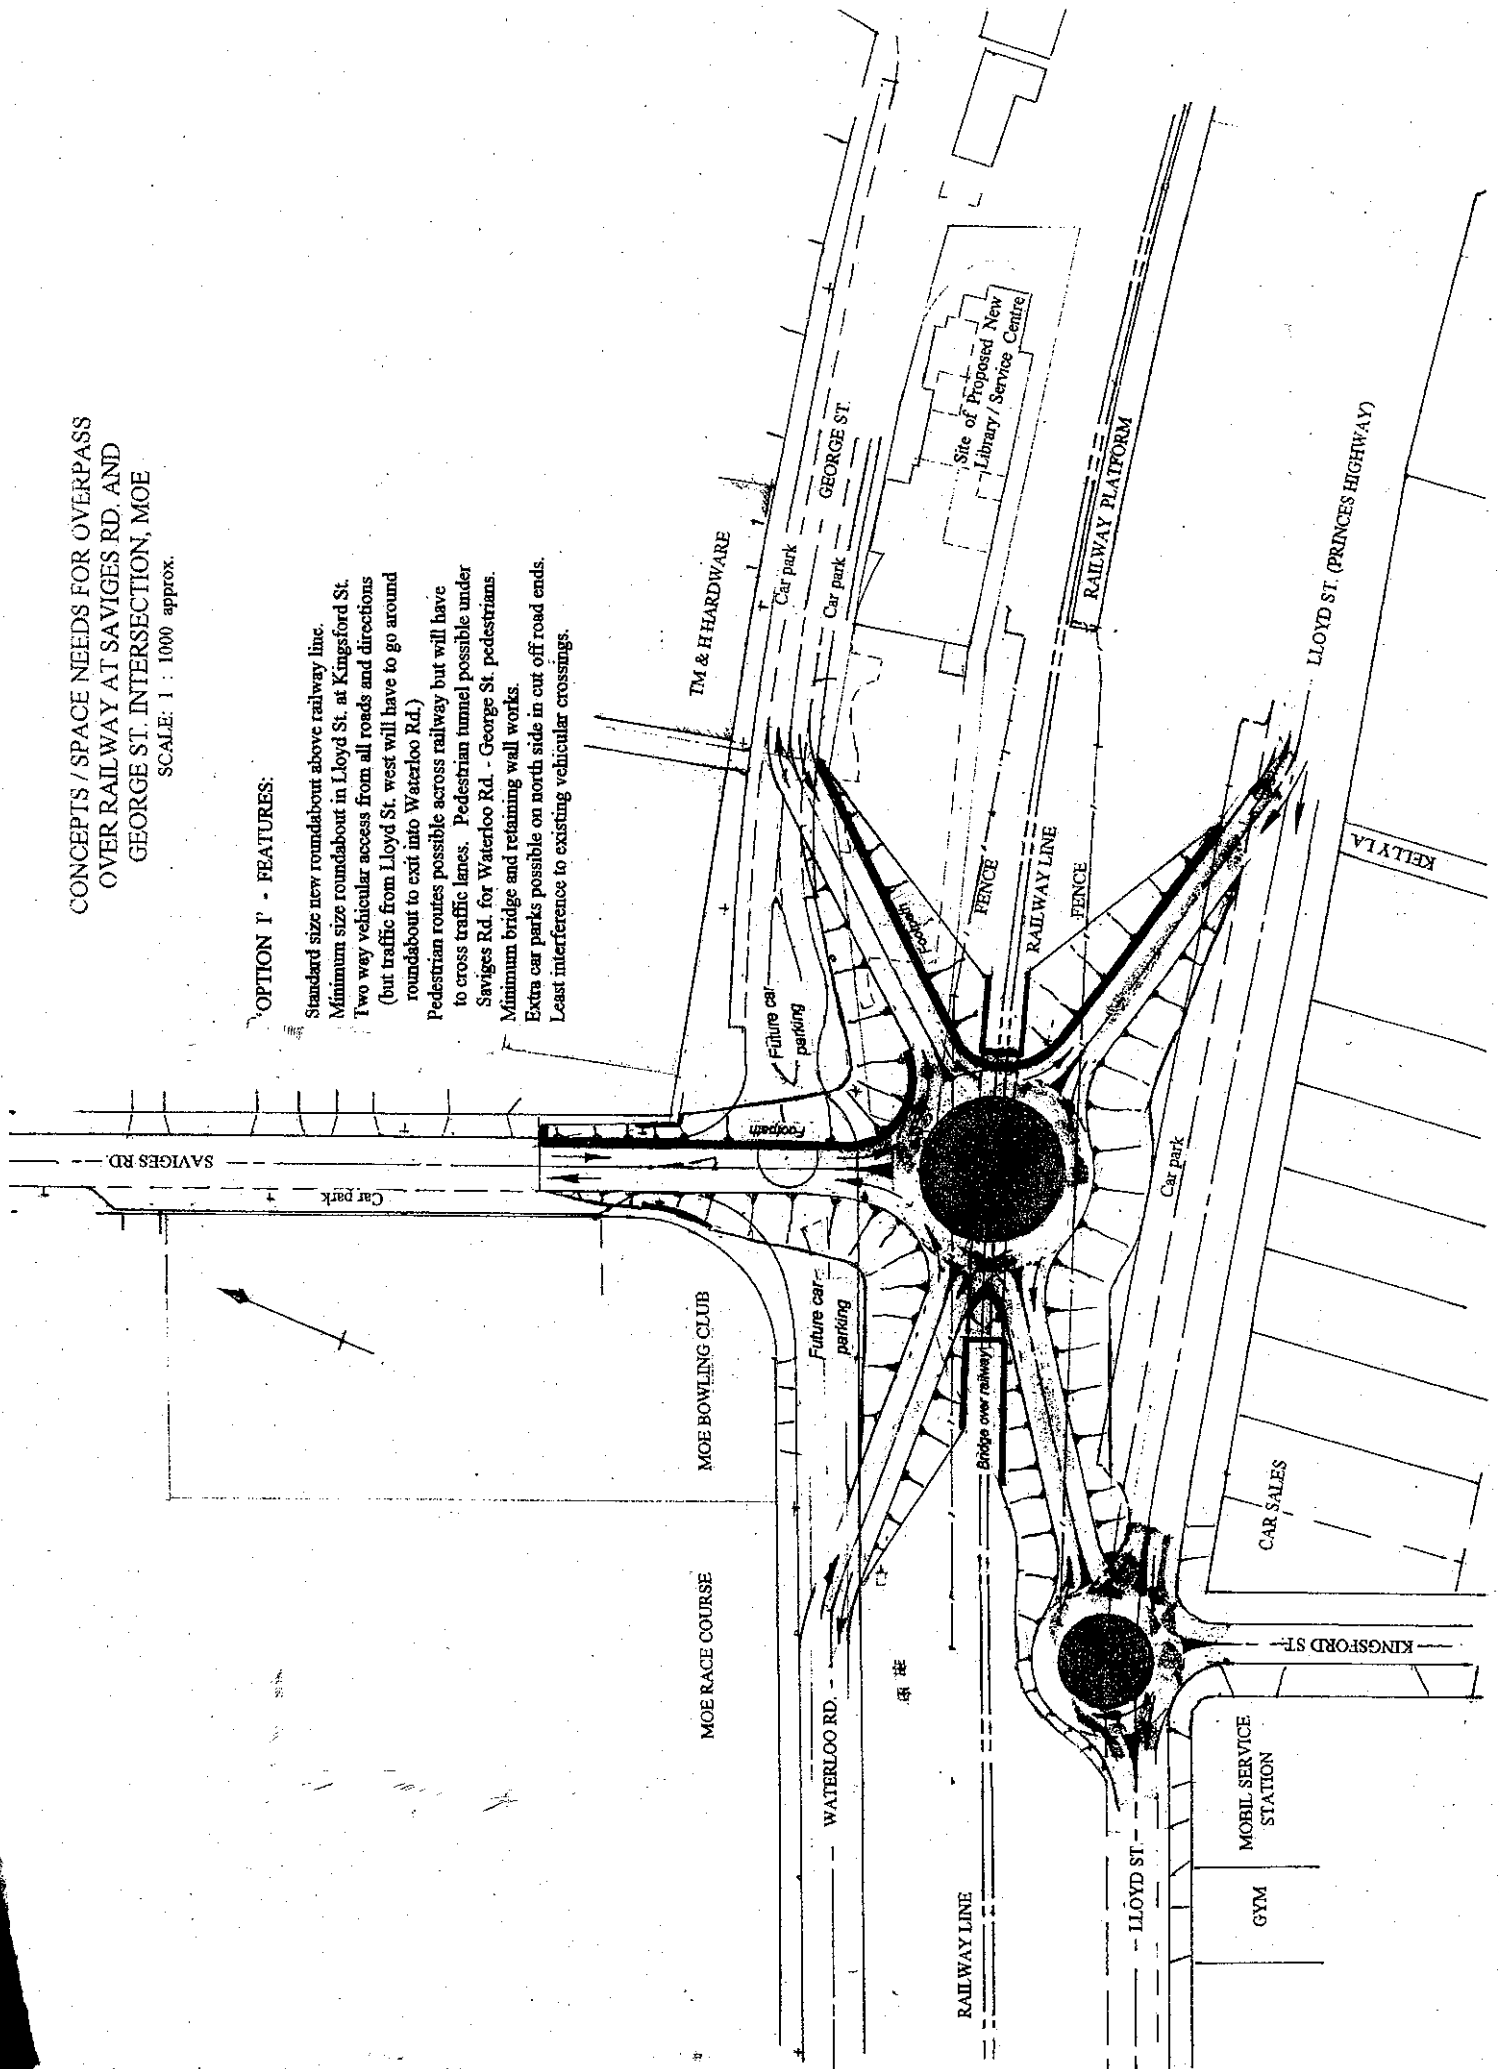 CONCEPTS / SPACE NEEDS FOR OVERPASS
OVER RAILWAY AT SAVIGES RD. AND
GEORGE ST. INTERSECTION, MOE
SCALE: 1 : 1000 approx.
'OPTION 1' - FEATURES:
Standard size new roundabout above railway line.
Minimum size roundabout in Lloyd St. at Kingsford St.
Two way vehicular access from all roads and directions
(but traffic from Lloyd St. west will have to go around
roundabout to exit into Waterloo Rd.)
Pedestrian routes possible across railway but will have
to cross traffic lanes. Pedestrian tunnel possible under
Saviges Rd. for Waterloo Rd. - George St. pedestrians.
Minimum bridge and retaining wall works.
Extra car parks possible on north side in cut off road ends.
Least interference to existing vehicular crossings.
SAVIGES RD
Car park
TM & H HARDWARE
Car park
GEORGE ST.
Car park
Site of Proposed New
Library / Service Centre
RAILWAY PLATFORM
LLOYD ST. (PRINCES HIGHWAY)
KELLY LA
FENCE
RAILWAY LINE
FENCE
Footpath
Future car
parking
Footpath
Future car
parking
Car park
MOE BOWLING CLUB
MOE RACE COURSE
Bridge over railway
WATERLOO RD.
RAILWAY LINE
CAR SALES
KINGSFORD ST.
LLOYD ST.
MOBIL SERVICE
STATION
GYM